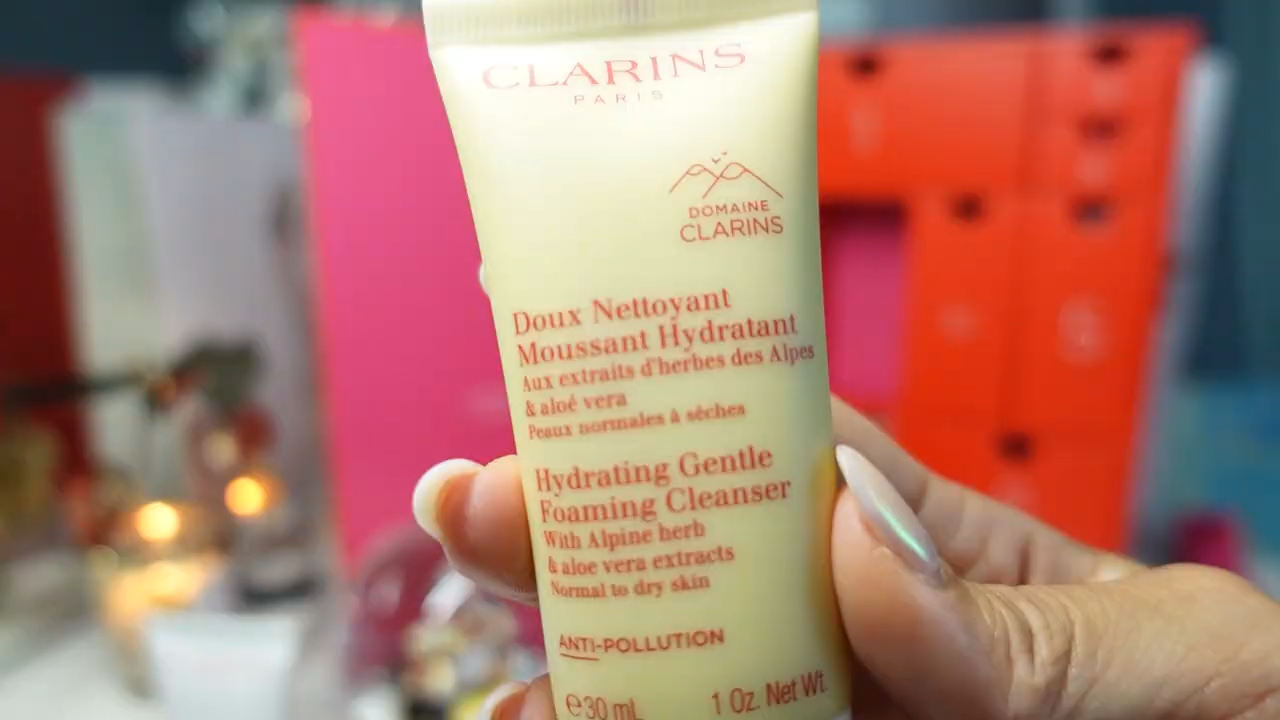 CLARINS
PARIS
DOMAINE
CLARINS
Doux Nettoyant
Moussant Hydratant
Aux extraits d'herbes des Alpes
& aloé vera
Peaux normales à sèches
Hydrating Gentle
Foaming Cleanser
With Alpine herb
& aloe vera extracts
Normal to dry skin
ANTI-POLLUTION
℮30 mL 1 Oz. Net Wt.